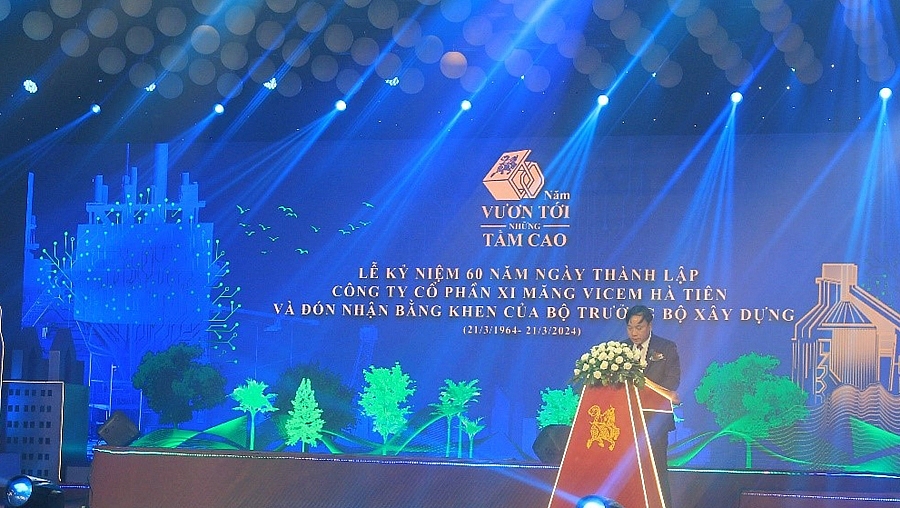 60 Năm
VƯƠN TỚI
NHỮNG
TẦM CAO
LỄ KỶ NIỆM 60 NĂM NGÀY THÀNH LẬP
CÔNG TY CỔ PHẦN XI MĂNG VICEM HÀ TIÊN
VÀ ĐÓN NHẬN BẰNG KHEN CỦA BỘ TRƯỞNG BỘ XÂY DỰNG
(21/3/1964- 21/3/2024)